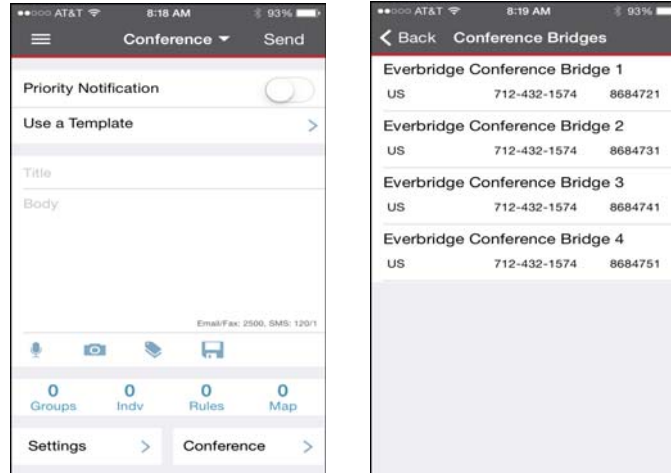 AT&T 8:18 AM 93%
Conference Send
Priority Notification
Use a Template >
Title
Body
Email/Fax: 2500, SMS: 120/1
0 0 0 0
Groups Indv Rules Map
Settings > Conference >
AT&T 8:19 AM 93%
< Back Conference Bridges
Everbridge Conference Bridge 1
US 712-432-1574 8684721
Everbridge Conference Bridge 2
US 712-432-1574 8684731
Everbridge Conference Bridge 3
US 712-432-1574 8684741
Everbridge Conference Bridge 4
US 712-432-1574 8684751